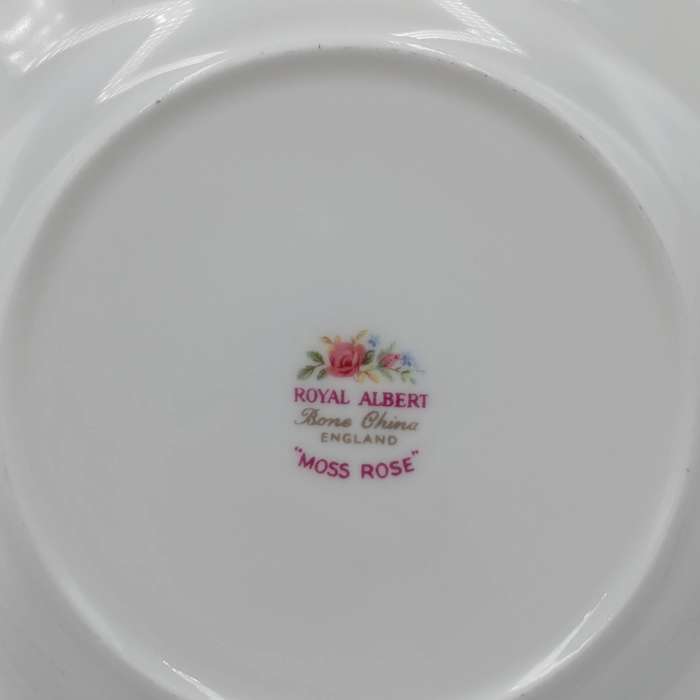 ROYAL ALBERT
Bone China
ENGLAND
"MOSS ROSE"